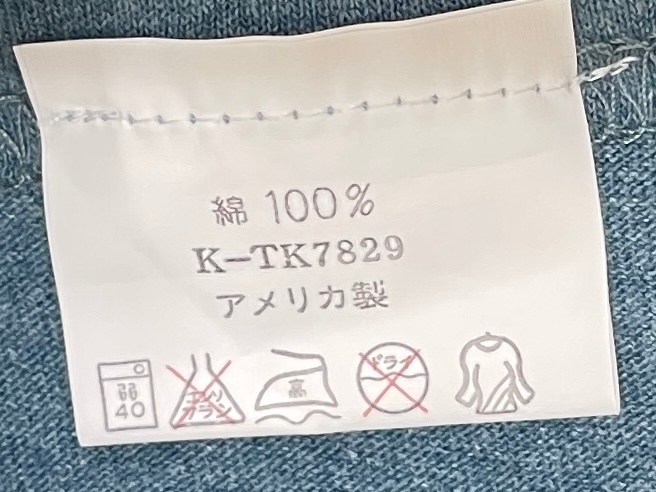 綿 100%
K-TK7829
アメリカ製
弱
40
エンソ
サラシ
高
ドライ